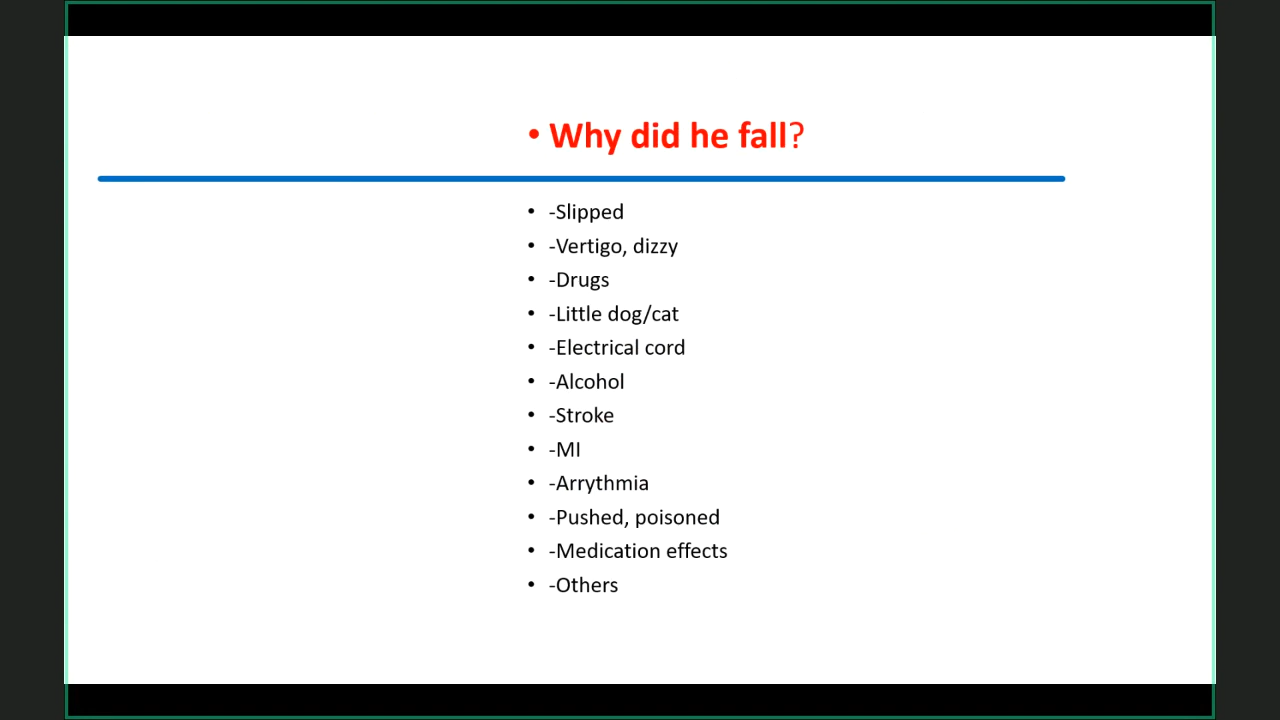 • Why did he fall?
• -Slipped
• -Vertigo, dizzy
• -Drugs
• -Little dog/cat
• -Electrical cord
• -Alcohol
• -Stroke
• -MI
• -Arrythmia
• -Pushed, poisoned
• -Medication effects
• -Others